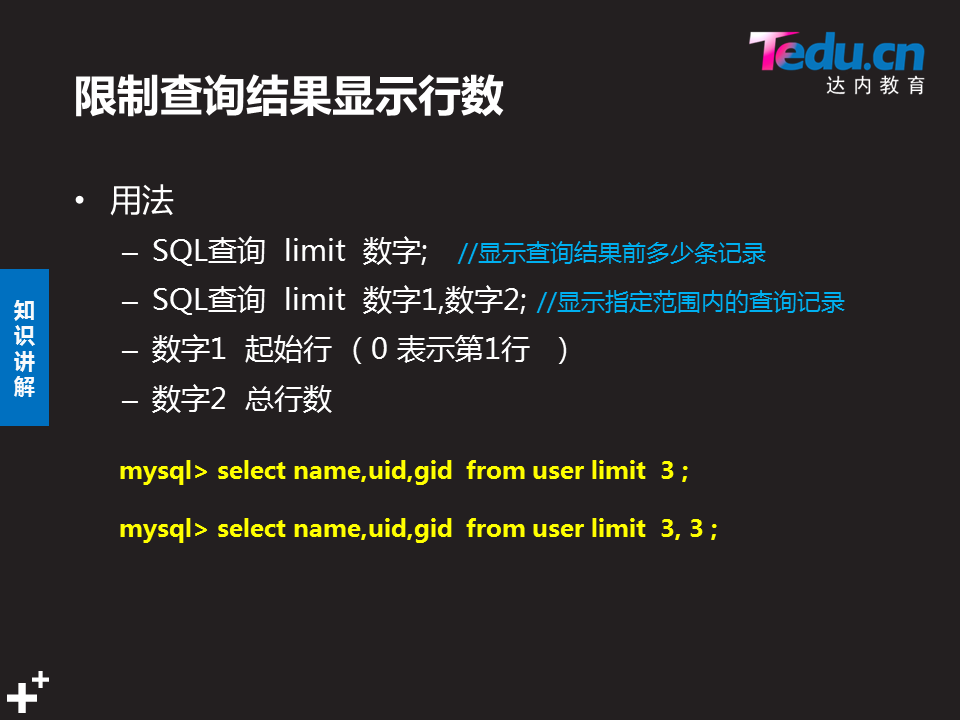 Tedu.cn
达内教育
限制查询结果显示行数
• 用法
– SQL查询 limit 数字; //显示查询结果前多少条记录
– SQL查询 limit 数字1,数字2; //显示指定范围内的查询记录
– 数字1 起始行 （0 表示第1行 ）
– 数字2 总行数
知识讲解
mysql> select name,uid,gid from user limit 3 ;
mysql> select name,uid,gid from user limit 3, 3 ;